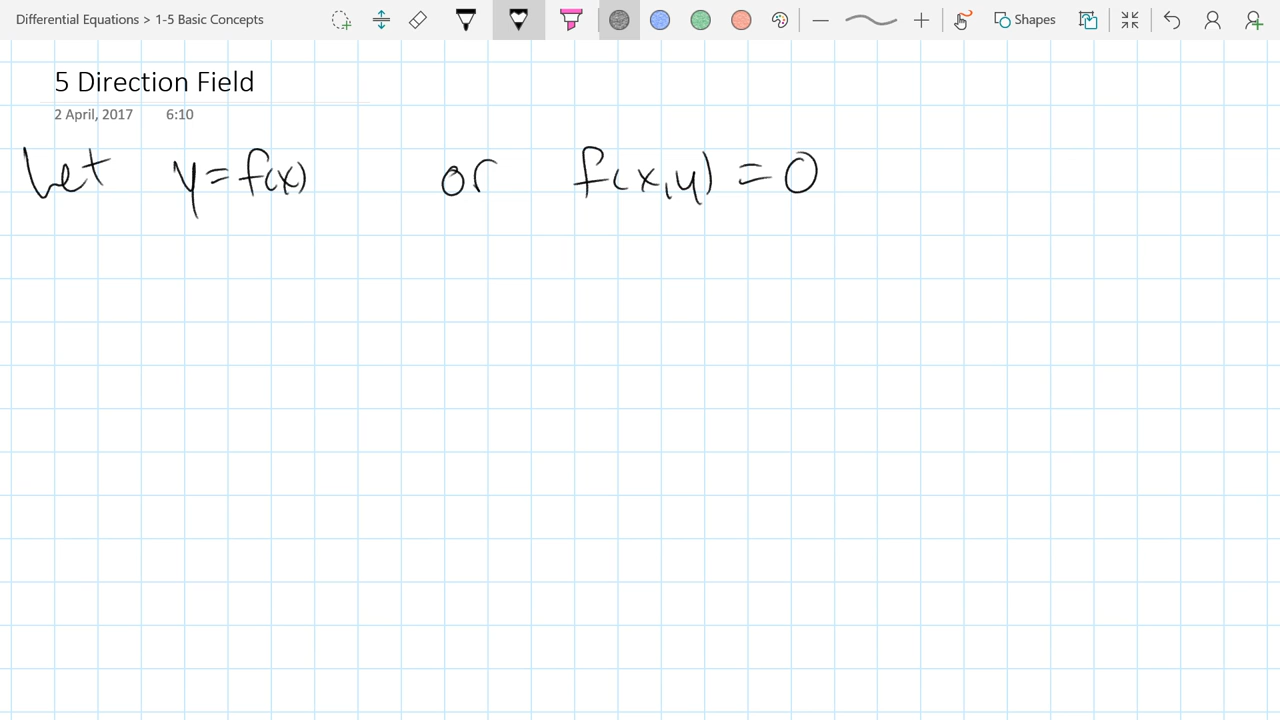 Differential Equations > 1-5 Basic Concepts
Shapes
5 Direction Field
2 April, 2017 6:10
Let y=f(x) or f(x,y)=0